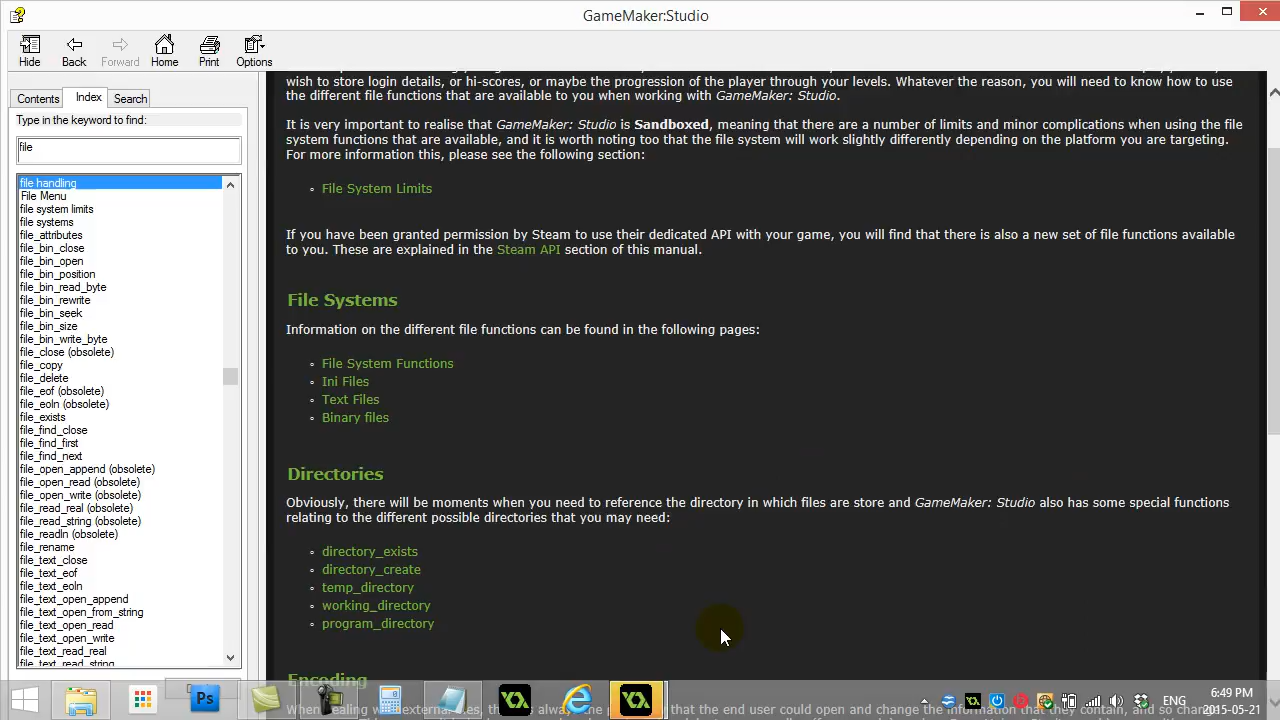 GameMaker:Studio
Hide
Back
Forward
Home
Print
Options
Contents
Index
Search
Type in the keyword to find:
file
file handling
File Menu
file system limits
file systems
file_attributes
file_bin_close
file_bin_open
file_bin_position
file_bin_read_byte
file_bin_rewrite
file_bin_seek
file_bin_size
file_bin_write_byte
file_close (obsolete)
file_copy
file_delete
file_eof (obsolete)
file_eoln (obsolete)
file_exists
file_find_close
file_find_first
file_find_next
file_open_append (obsolete)
file_open_read (obsolete)
file_open_write (obsolete)
file_read_real (obsolete)
file_read_string (obsolete)
file_readln (obsolete)
file_rename
file_text_close
file_text_eof
file_text_eoln
file_text_open_append
file_text_open_from_string
file_text_open_read
file_text_open_write
file_text_read_real
file_text_read_string
wish to store login details, or hi-scores, or maybe the progression of the player through your levels. Whatever the reason, you will need to know how to use
the different file functions that are available to you when working with GameMaker: Studio.
It is very important to realise that GameMaker: Studio is Sandboxed, meaning that there are a number of limits and minor complications when using the file
system functions that are available, and it is worth noting too that the file system will work slightly differently depending on the platform you are targeting.
For more information this, please see the following section:
File System Limits
If you have been granted permission by Steam to use their dedicated API with your game, you will find that there is also a new set of file functions available
to you. These are explained in the Steam API section of this manual.
File Systems
Information on the different file functions can be found in the following pages:
File System Functions
Ini Files
Text Files
Binary files
Directories
Obviously, there will be moments when you need to reference the directory in which files are store and GameMaker: Studio also has some special functions
relating to the different possible directories that you may need:
directory_exists
directory_create
temp_directory
working_directory
program_directory
Encoding
Ps
ENG
6:49 PM
2015-05-21